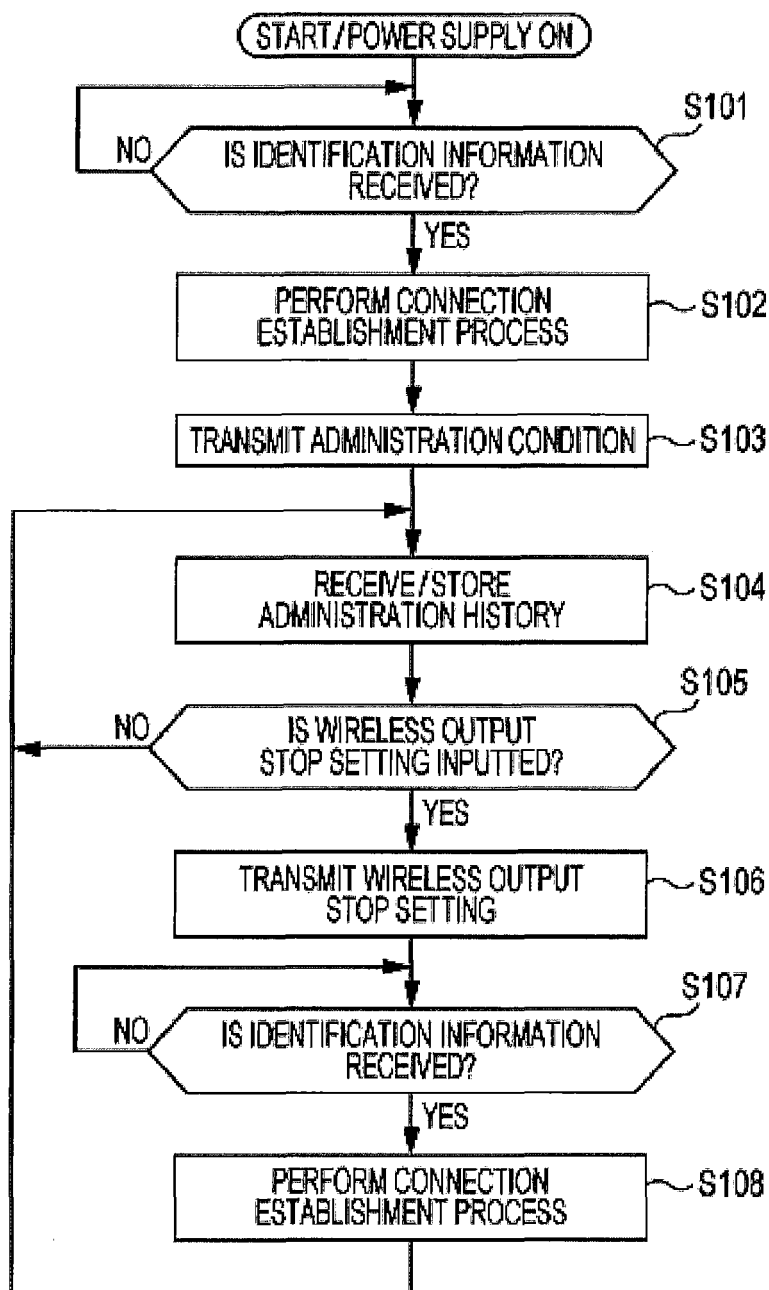 START/POWER SUPPLY ON
S101
NO
IS IDENTIFICATION INFORMATION
RECEIVED?
YES
PERFORM CONNECTION
ESTABLISHMENT PROCESS
S102
TRANSMIT ADMINISTRATION CONDITION
S103
RECEIVE/STORE
ADMINISTRATION HISTORY
S104
S105
NO
IS WIRELESS OUTPUT
STOP SETTING INPUTTED?
YES
TRANSMIT WIRELESS OUTPUT
STOP SETTING
S106
S107
NO
IS IDENTIFICATION INFORMATION
RECEIVED?
YES
PERFORM CONNECTION
ESTABLISHMENT PROCESS
S108